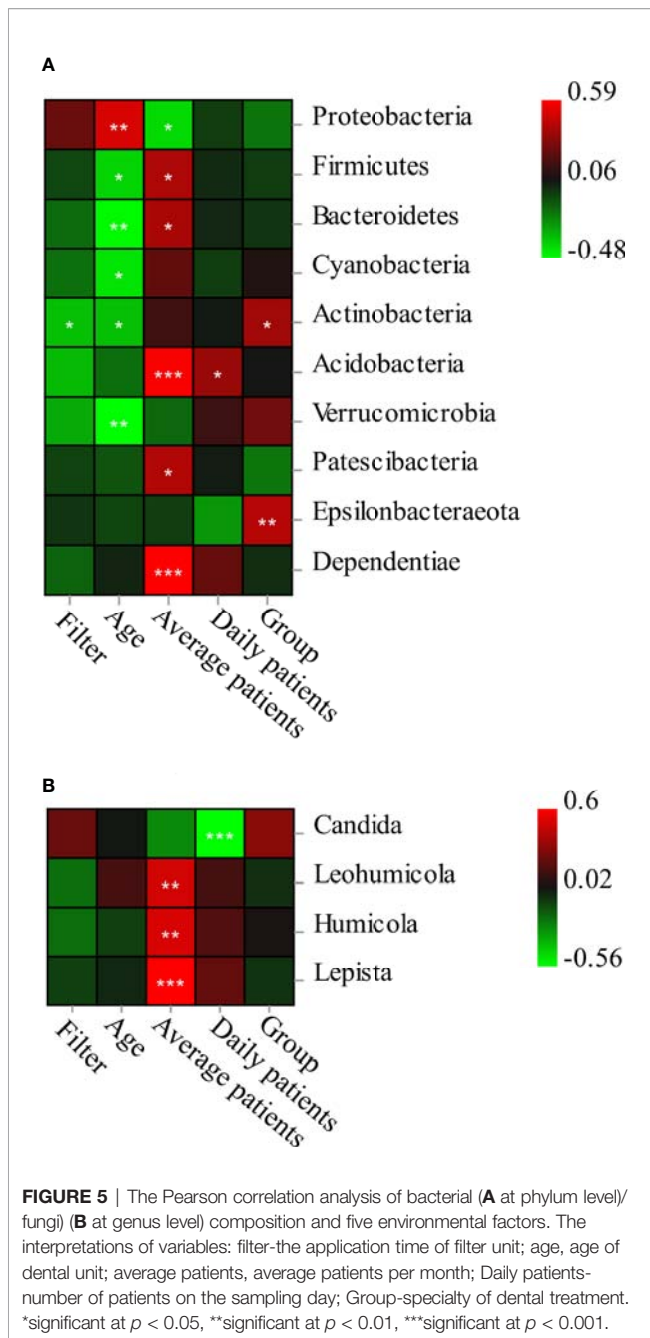 A
0.59
0.06
-0.48
Proteobacteria
** *
Firmicutes
* *
Bacteroidetes
** *
Cyanobacteria
*
Actinobacteria
* * *
Acidobacteria
*** *
Verrucomicrobia
**
Patescibacteria
*
Epsilonbacteraeota
**
Dependentiae
***
Filter
Age
Average patients
Daily patients
Group
B
0.6
0.02
-0.56
Candida
***
Leohumicola
**
Humicola
**
Lepista
***
Filter
Age
Average patients
Daily patients
Group
FIGURE 5 | The Pearson correlation analysis of bacterial (A at phylum level)/
fungi) (B at genus level) composition and five environmental factors. The
interpretations of variables: filter-the application time of filter unit; age, age of
dental unit; average patients, average patients per month; Daily patients-
number of patients on the sampling day; Group-specialty of dental treatment.
*significant at p < 0.05, **significant at p < 0.01, ***significant at p < 0.001.